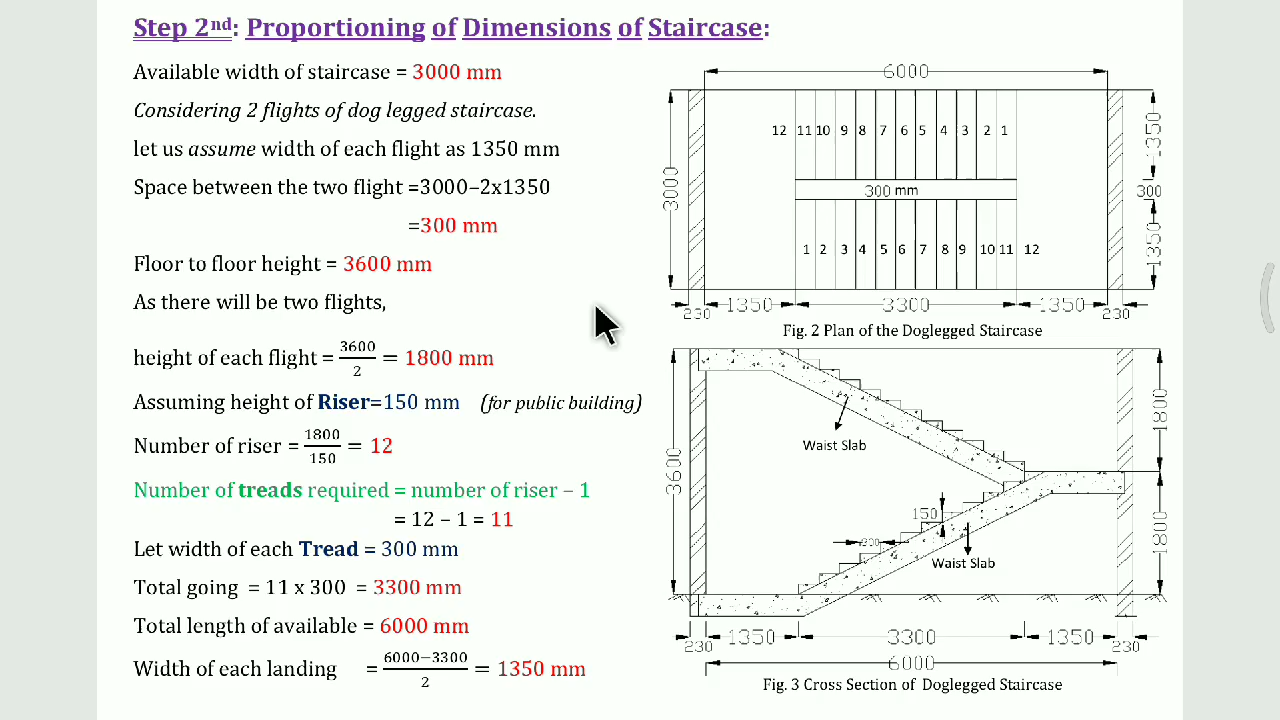 Step 2nd: Proportioning of Dimensions of Staircase:
Available width of staircase = 3000 mm
Considering 2 flights of dog legged staircase.
let us assume width of each flight as 1350 mm
Space between the two flight =3000–2x1350
=300 mm
Floor to floor height = 3600 mm
As there will be two flights,
height of each flight = 3600/2 = 1800 mm
Assuming height of Riser=150 mm (for public building)
Number of riser = 1800/150 = 12
Number of treads required = number of riser – 1
= 12 – 1 = 11
Let width of each Tread = 300 mm
Total going = 11 x 300 = 3300 mm
Total length of available = 6000 mm
Width of each landing = 6000−3300/2 = 1350 mm
6000
12 11 10 9 8 7 6 5 4 3 2 1
1350
3000
300 mm
300
1 2 3 4 5 6 7 8 9 10 11 12
1350
230 1350 3300 1350 230
Fig. 2 Plan of the Doglegged Staircase
1800
Waist Slab
3600
150
300
1800
Waist Slab
230 1350 3300 1350 230
6000
Fig. 3 Cross Section of Doglegged Staircase